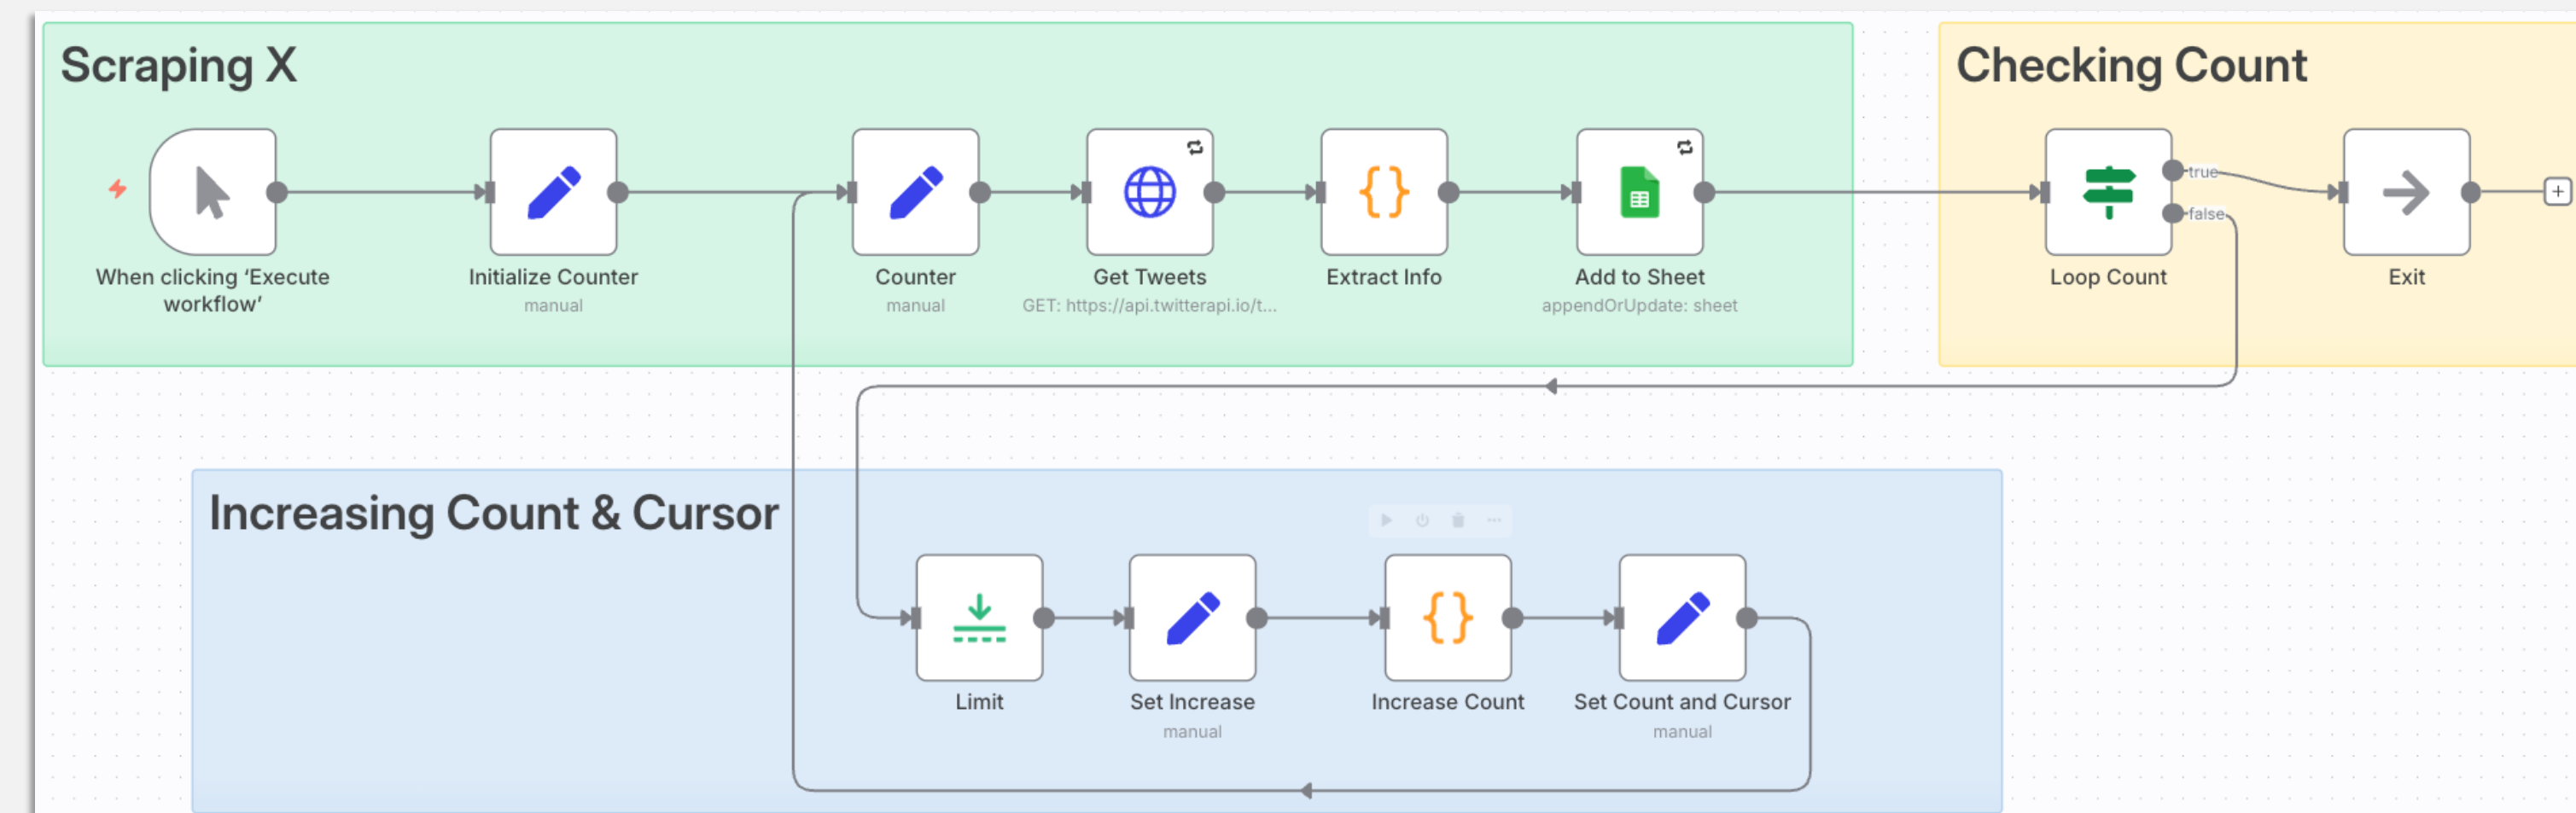 Scraping X
Checking Count
true
false
When clicking ‘Execute
workflow’
Initialize Counter
manual
Counter
manual
Get Tweets
GET: https://api.twitterapi.io/t...
Extract Info
Add to Sheet
appendOrUpdate: sheet
Loop Count
Exit
Increasing Count & Cursor
Limit
Set Increase
manual
Increase Count
Set Count and Cursor
manual